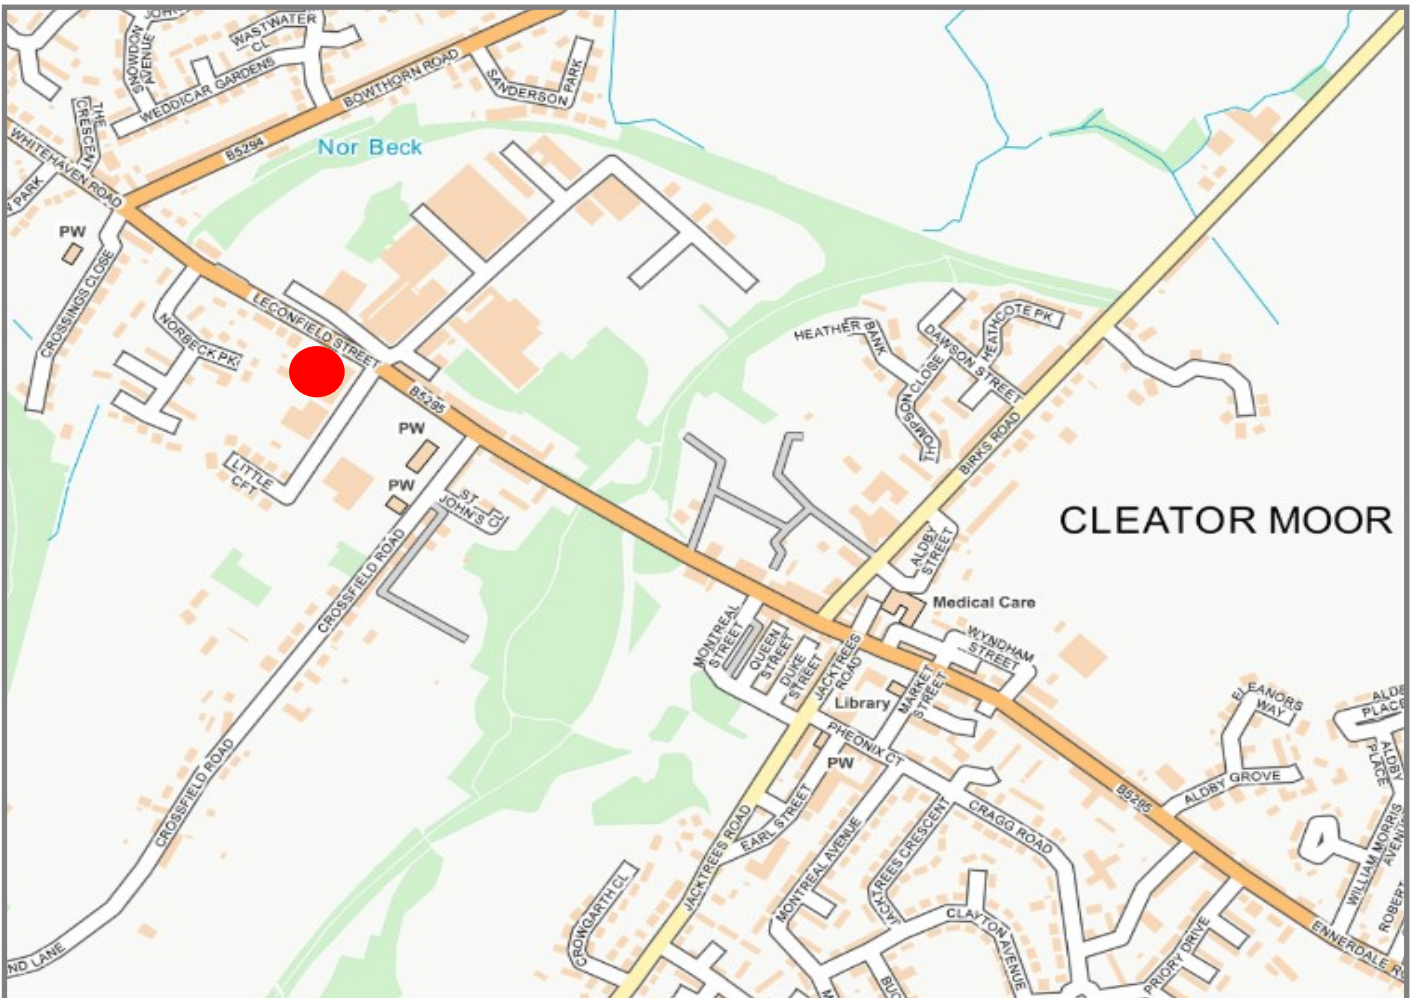 WASTWATER
CL
SNOWDON
AVENUE
WEDDICAR GARDENS
BOWTHORN ROAD
SANDERSON
PARK
THE
CRESCENT
B5294
Nor Beck
WHITEHAVEN ROAD
PARK
PW
CROSSINGS CLOSE
LECONFIELD STREET
NORBECK PK
HEATHER
BANK
HEATHCOTE PK
DAWSON STREET
THOMPSON CLOSE
B5295
PW
BIRKS ROAD
LITTLE
CFT
PW
ST
JOHN'S
CL
CLEATOR MOOR
ALDBY
STREET
CROSSFIELD ROAD
Medical Care
MONTREAL
STREET
QUEEN
STREET
DUKE
STREET
JACKTREES
ROAD
WYNDHAM
STREET
Library
MARKET
STREET
ELEANORS
WAY
PLACE
ALDBY
PLACE
PHEONIX CT
PW
CROSSFIELD ROAD
B5295
ALDBY GROVE
EARL STREET
CRAGG ROAD
JACKTREES ROAD
MONTREAL AVENUE
JACKTREES CRESCENT
WILLIAM MORRIS
AVENUE
CROWGARTH CL
CLAYTON AVENUE
PRIORY DRIVE
ENNERDALE
ROBERT
ND LANE